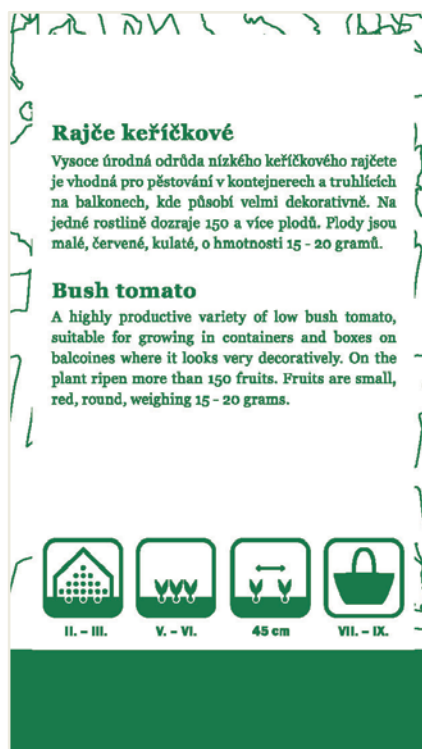 Rajče keříčkové
Vysoce úrodná odrůda nízkého keříčkového rajčete
je vhodná pro pěstování v kontejnerech a truhlících
na balkonech, kde působí velmi dekorativně. Na
jedné rostlině dozraje 150 a více plodů. Plody jsou
malé, červené, kulaté, o hmotnosti 15 - 20 gramů.
Bush tomato
A highly productive variety of low bush tomato,
suitable for growing in containers and boxes on
balcoines where it looks very decoratively. On the
plant ripen more than 150 fruits. Fruits are small,
red, round, weighing 15 - 20 grams.
II. – III. V. – VI. 45 cm VII. – IX.